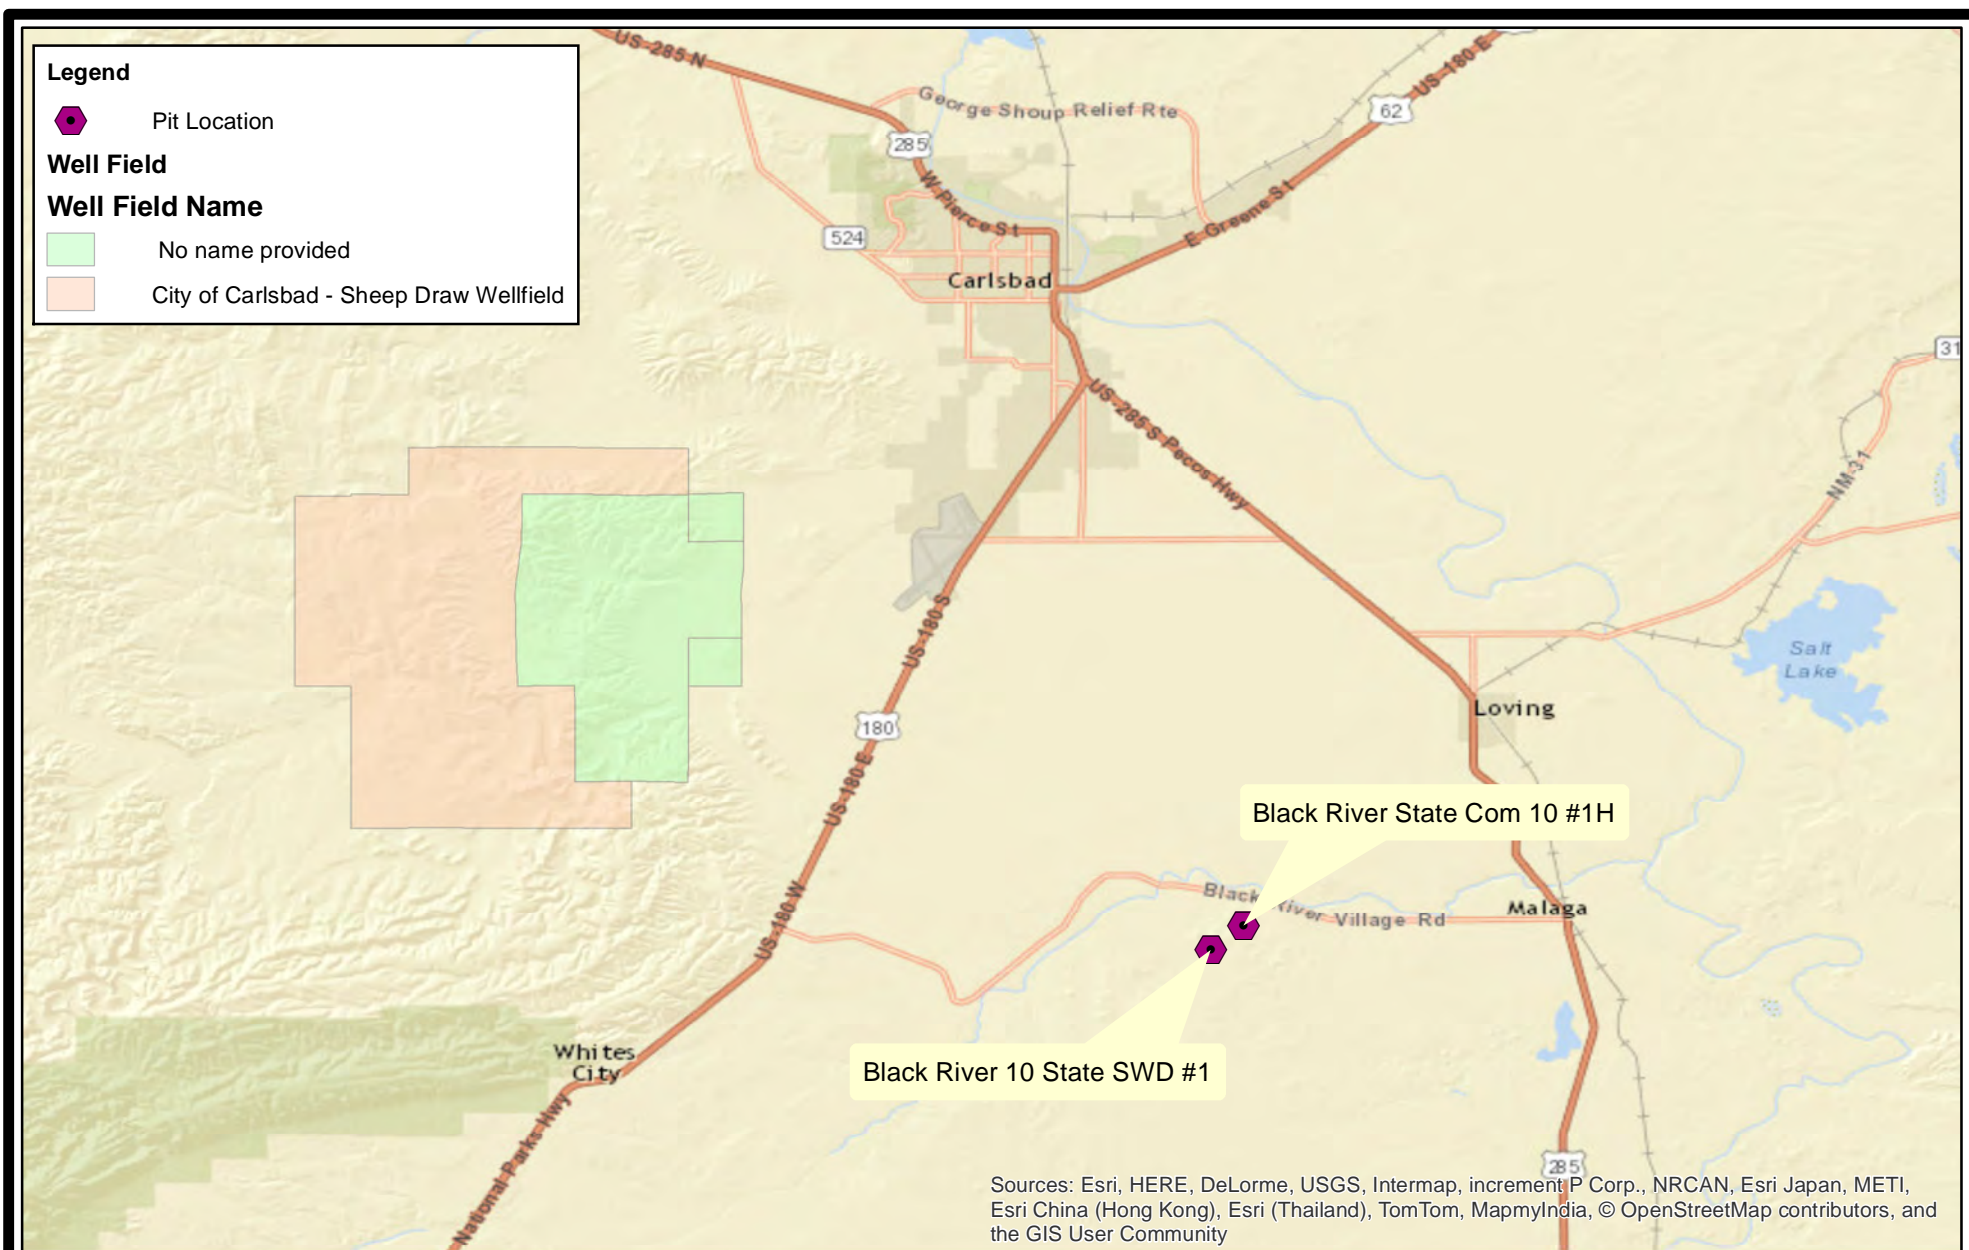 Legend
Pit Location
Well Field
Well Field Name
No name provided
City of Carlsbad - Sheep Draw Wellfield
US-285 N
US-180 E
George Shoup Relief Rte
62
285
W Pierce St
E Greene St
524
Carlsbad
31
US-285 S Pecos Hwy
NM-31
US-180 S
Salt
Lake
180
Loving
US-180 E
Black River State Com 10 #1H
US-180 W
Black River Village Rd
Malaga
Whites
City
Black River 10 State SWD #1
National Parks Hwy
285
Sources: Esri, HERE, DeLorme, USGS, Intermap, increment P Corp., NRCAN, Esri Japan, METI,
Esri China (Hong Kong), Esri (Thailand), TomTom, MapmyIndia, © OpenStreetMap contributors, and
the GIS User Community